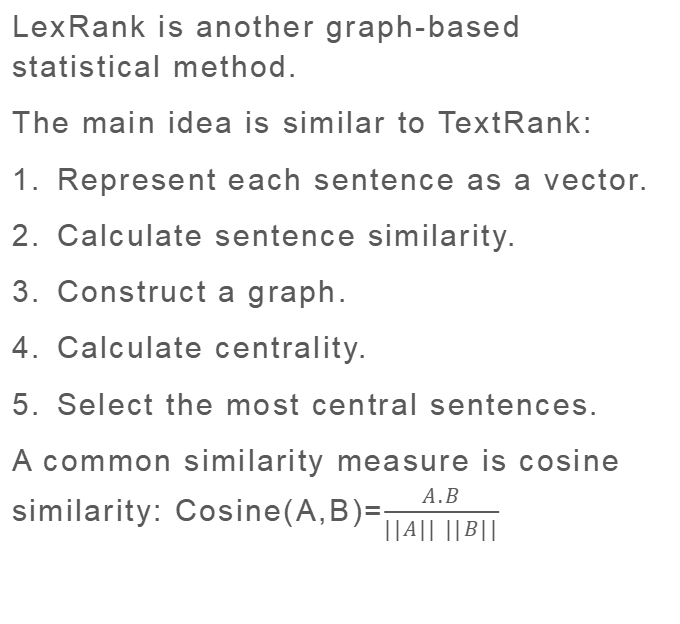 LexRank is another graph-based
statistical method.
The main idea is similar to TextRank:
1. Represent each sentence as a vector.
2. Calculate sentence similarity.
3. Construct a graph.
4. Calculate centrality.
5. Select the most central sentences.
A common similarity measure is cosine
similarity: Cosine(A,B)=A.B / ||A|| ||B||